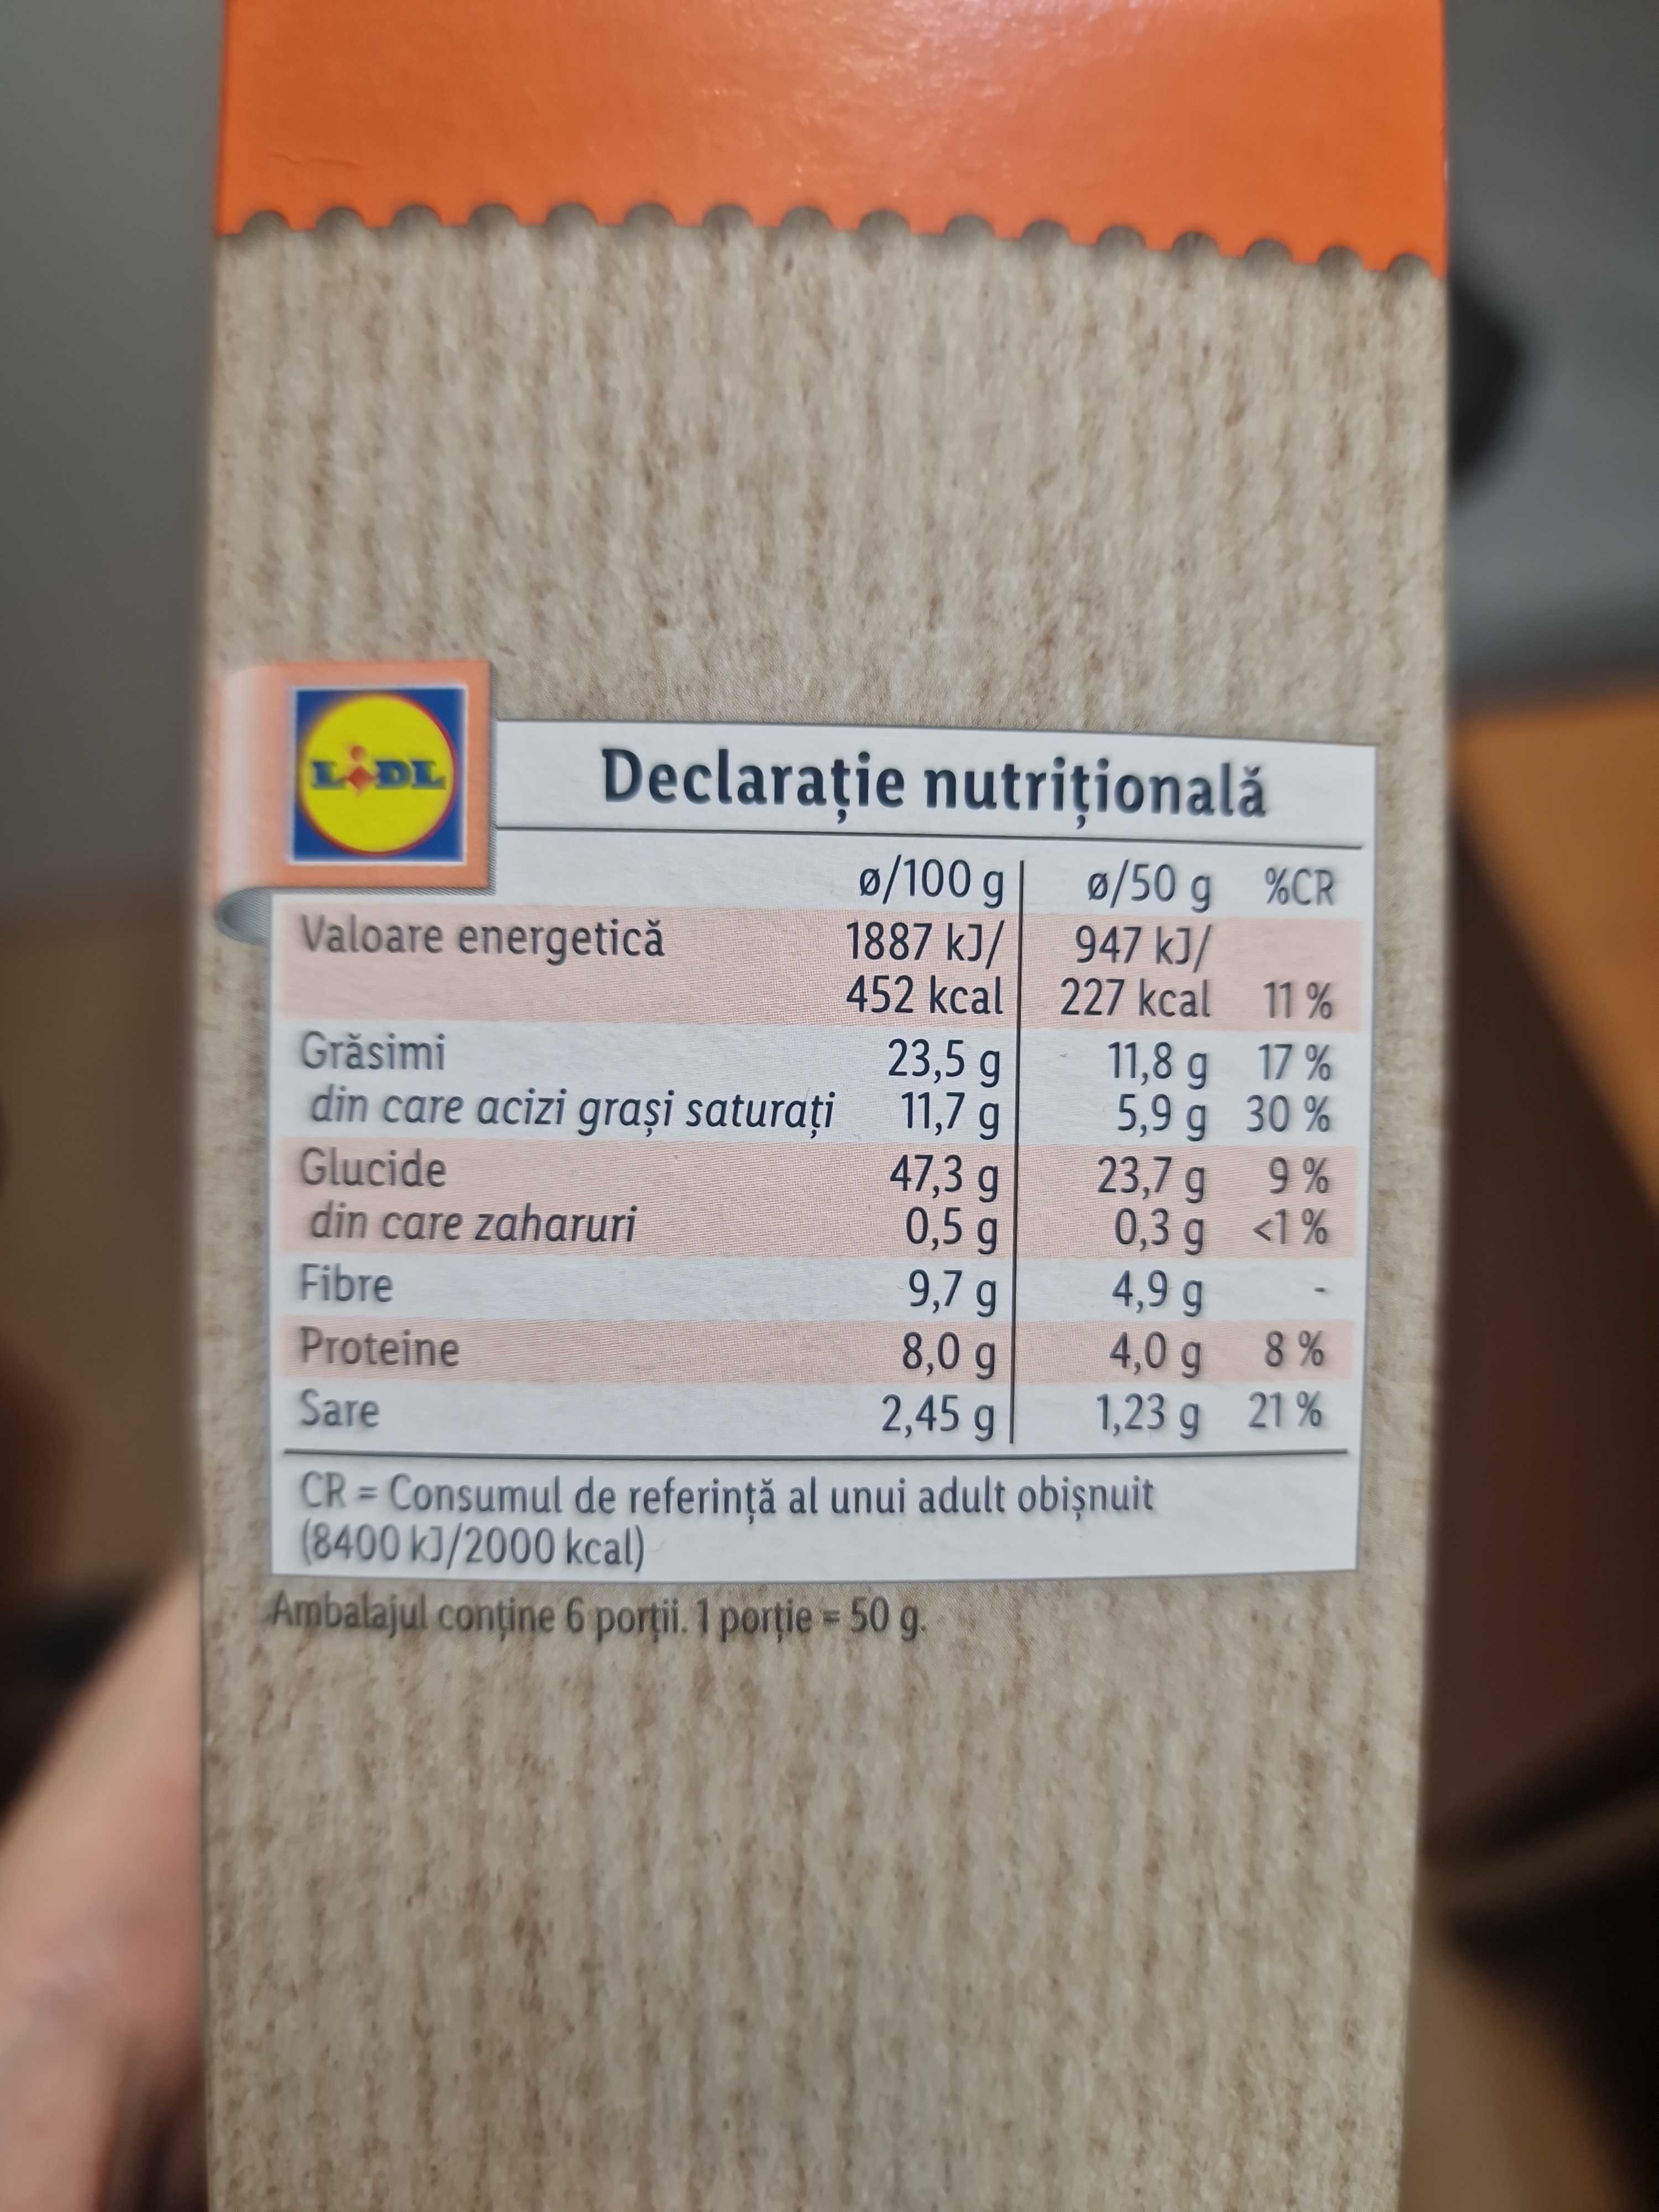 LIDL
Declarație nutrițională
ø/100 g ø/50 g %CR
Valoare energetică 1887 kJ/ 947 kJ/
452 kcal 227 kcal 11 %
Grăsimi 23,5 g 11,8 g 17 %
din care acizi grași saturați 11,7 g 5,9 g 30 %
Glucide 47,3 g 23,7 g 9 %
din care zaharuri 0,5 g 0,3 g <1 %
Fibre 9,7 g 4,9 g -
Proteine 8,0 g 4,0 g 8 %
Sare 2,45 g 1,23 g 21 %
CR = Consumul de referință al unui adult obișnuit
(8400 kJ/2000 kcal)
Ambalajul conține 6 porții. 1 porție = 50 g.